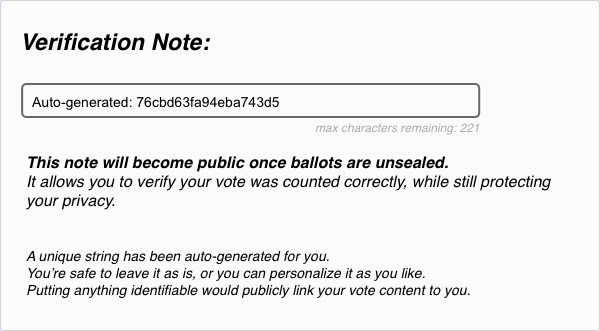 Verification Note:
Auto-generated: 76cbd63fa94eba743d5
max characters remaining: 221
This note will become public once ballots are unsealed.
It allows you to verify your vote was counted correctly, while still protecting
your privacy.
A unique string has been auto-generated for you.
You’re safe to leave it as is, or you can personalize it as you like.
Putting anything identifiable would publicly link your vote content to you.